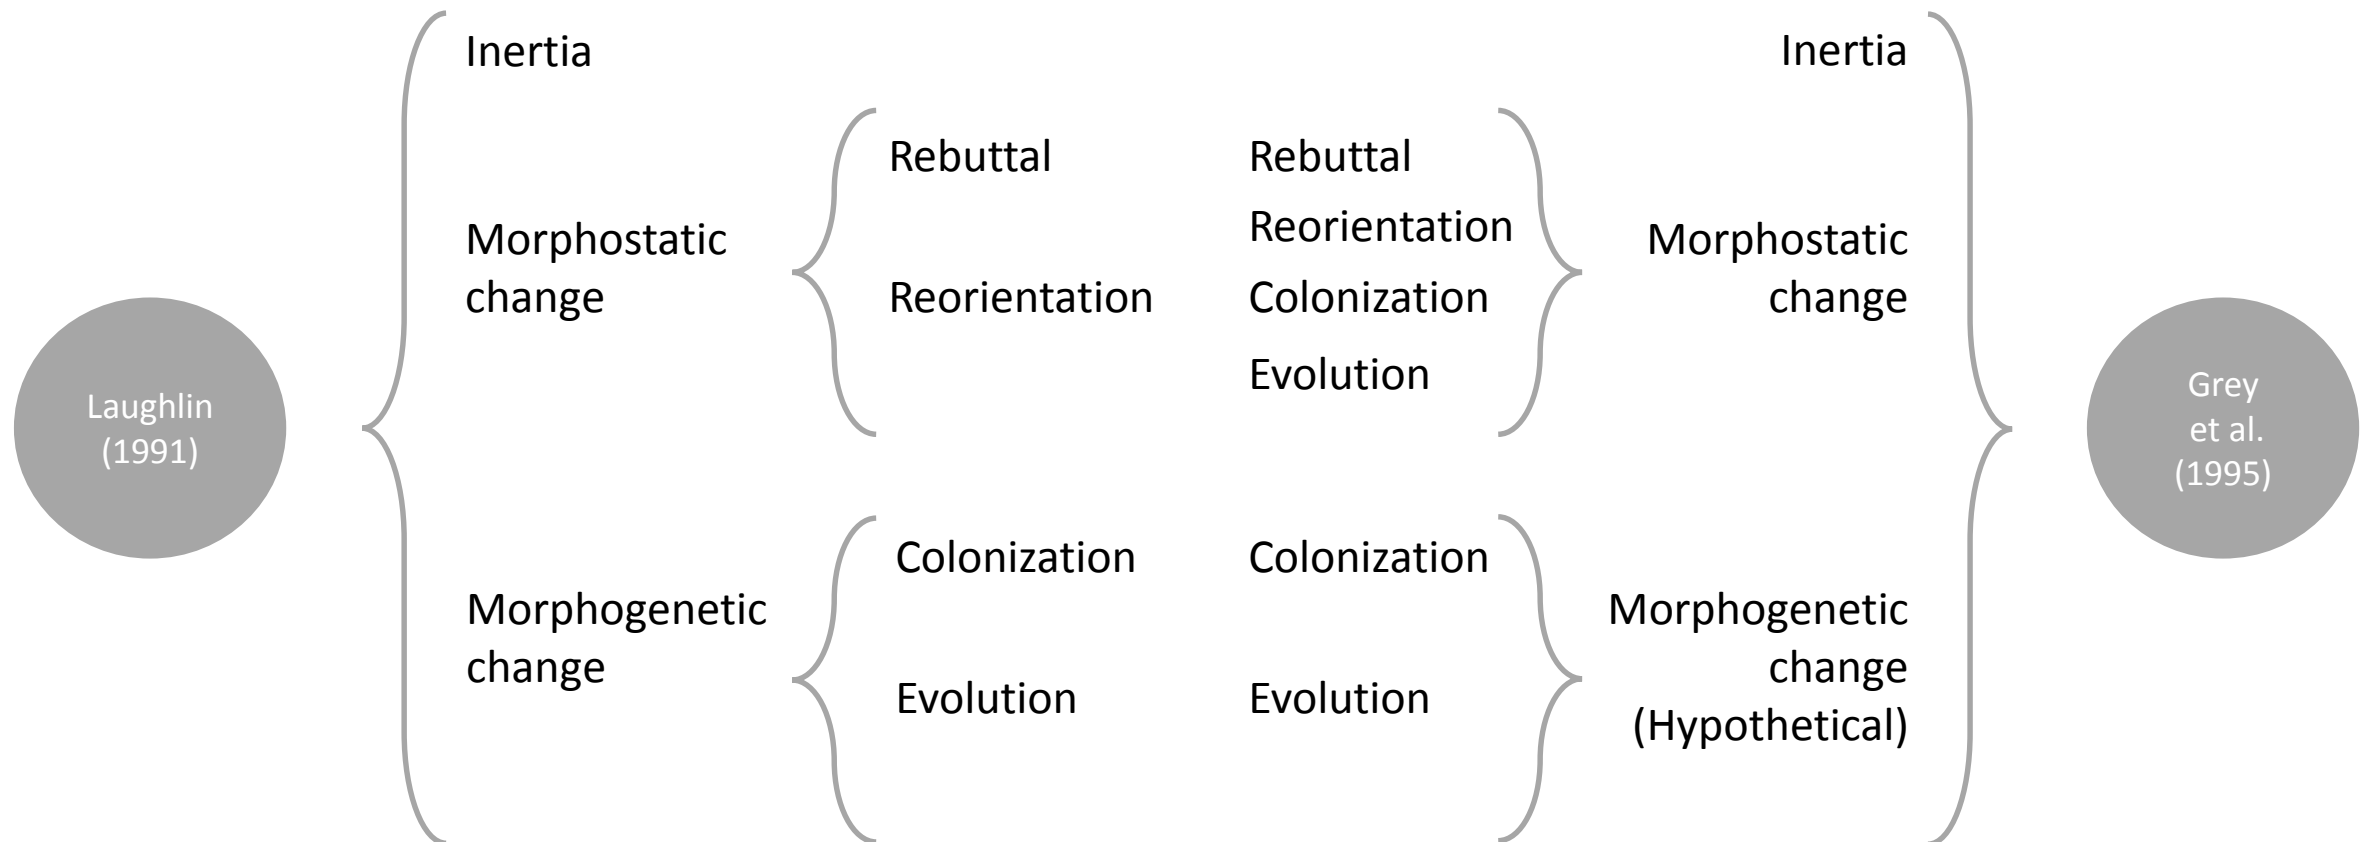 Laughlin
(1991)
Inertia
Morphostatic
change
Rebuttal
Reorientation
Morphogenetic
change
Colonization
Evolution
Rebuttal
Reorientation
Colonization
Evolution
Colonization
Evolution
Inertia
Morphostatic
change
Morphogenetic
change
(Hypothetical)
Grey
et al.
(1995)